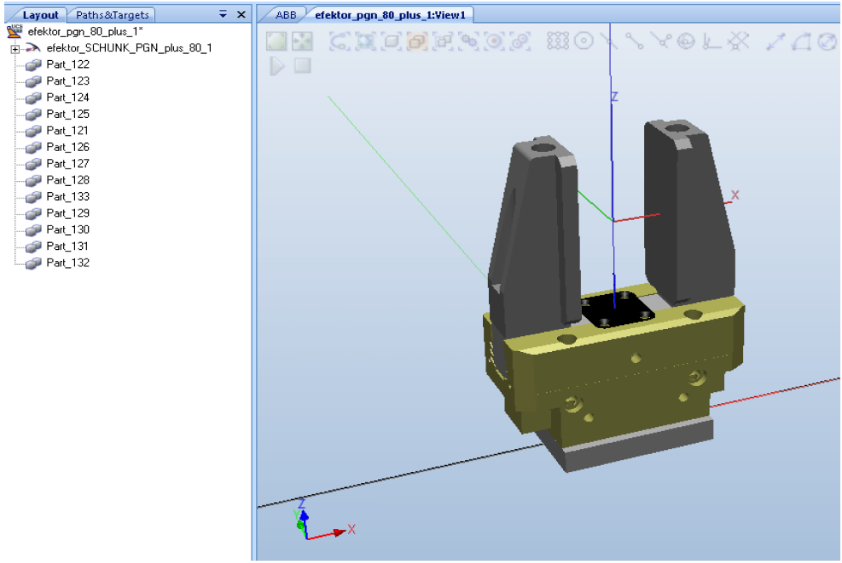 Layout Paths&Targets
ABB efektor_pgn_80_plus_1:View1
efektor_pgn_80_plus_1*
efektor_SCHUNK_PGN_plus_80_1
Part_122
Part_123
Part_124
Part_125
Part_121
Part_126
Part_127
Part_128
Part_133
Part_129
Part_130
Part_131
Part_132
Z
X
Z
Y
X